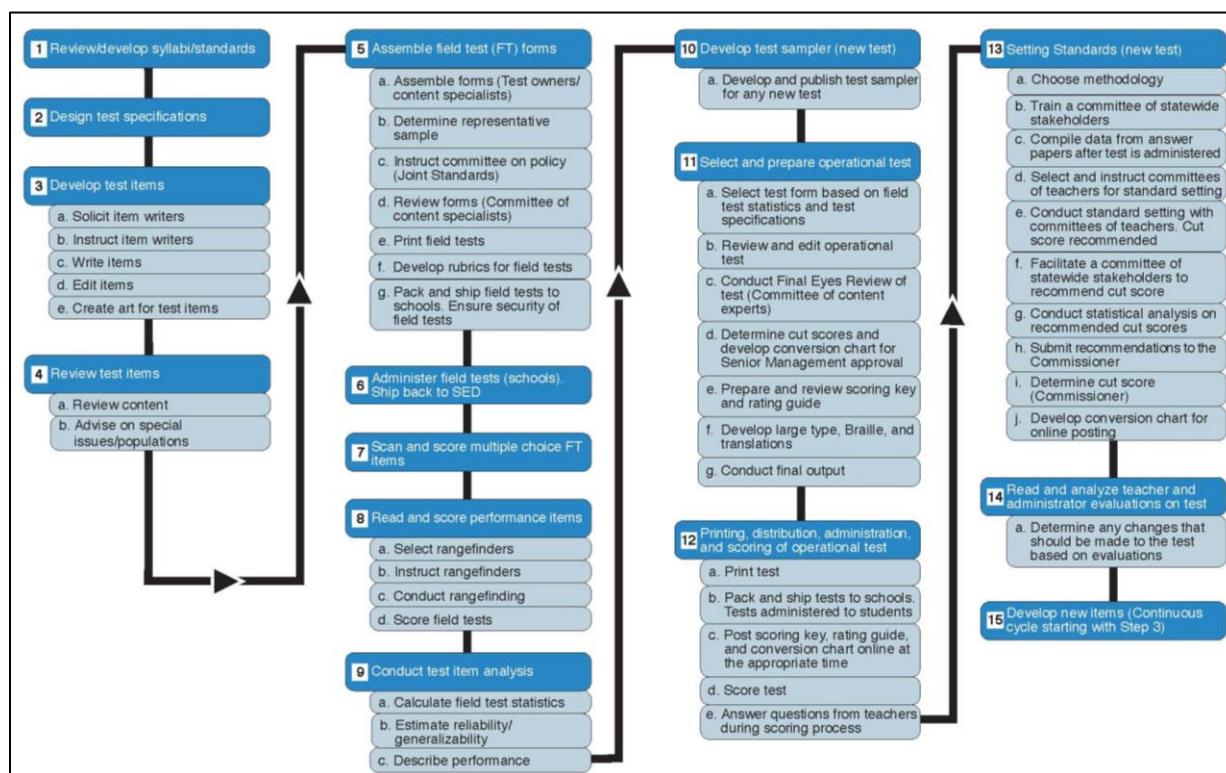 1 Review/develop syllabi/standards
2 Design test specifications
3 Develop test items
a. Solicit item writers
b. Instruct item writers
c. Write items
d. Edit items
e. Create art for test items
4 Review test items
a. Review content
b. Advise on special
issues/populations
5 Assemble field test (FT) forms
a. Assemble forms (Test owners/
content specialists)
b. Determine representative
sample
c. Instruct committee on policy
(Joint Standards)
d. Review forms (Committee of
content specialists)
e. Print field tests
f. Develop rubrics for field tests
g. Pack and ship field tests to
schools. Ensure security of
field tests
6 Administer field tests (schools).
Ship back to SED
7 Scan and score multiple choice FT
items
8 Read and score performance items
a. Select rangefinders
b. Instruct rangefinders
c. Conduct rangefinding
d. Score field tests
9 Conduct test item analysis
a. Calculate field test statistics
b. Estimate reliability/
generalizability
c. Describe performance
10 Develop test sampler (new test)
a. Develop and publish test sampler
for any new test
11 Select and prepare operational test
a. Select test form based on field
test statistics and test
specifications
b. Review and edit operational
test
c. Conduct Final Eyes Review of
test (Committee of content
experts)
d. Determine cut scores and
develop conversion chart for
Senior Management approval
e. Prepare and review scoring key
and rating guide
f. Develop large type, Braille, and
translations
g. Conduct final output
12 Printing, distribution, administration,
and scoring of operational test
a. Print test
b. Pack and ship tests to schools.
Tests administered to students
c. Post scoring key, rating guide,
and conversion chart online at
the appropriate time
d. Score test
e. Answer questions from teachers
during scoring process
13 Setting Standards (new test)
a. Choose methodology
b. Train a committee of statewide
stakeholders
c. Compile data from answer
papers after test is administered
d. Select and instruct committees
of teachers for standard setting
e. Conduct standard setting with
committees of teachers. Cut
score recommended
f. Facilitate a committee of
statewide stakeholders to
recommend cut score
g. Conduct statistical analysis on
recommended cut scores
h. Submit recommendations to the
Commissioner
i. Determine cut score
(Commissioner)
j. Develop conversion chart for
online posting
14 Read and analyze teacher and
administrator evaluations on test
a. Determine any changes that
should be made to the test
based on evaluations
15 Develop new items (Continuous
cycle starting with Step 3)